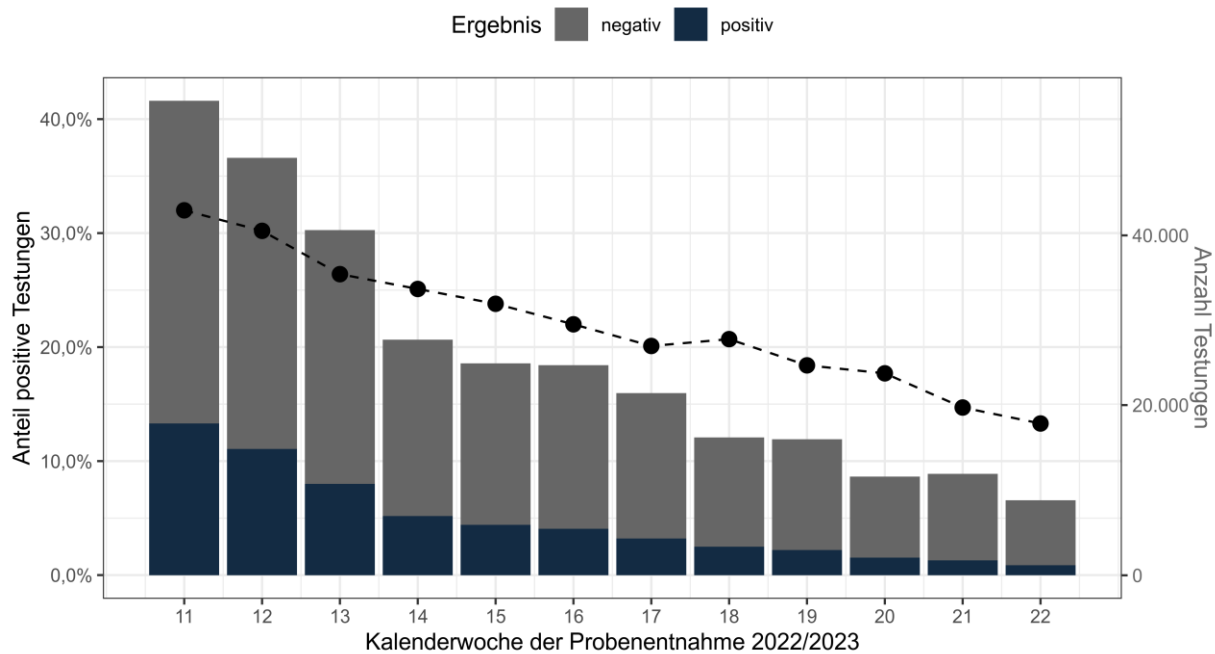 Ergebnis negativ positiv
Anteil positive Testungen
40,0%
30,0%
20,0%
10,0%
0,0%
40.000
20.000
0
Anzahl Testungen
11 12 13 14 15 16 17 18 19 20 21 22
Kalenderwoche der Probenentnahme 2022/2023